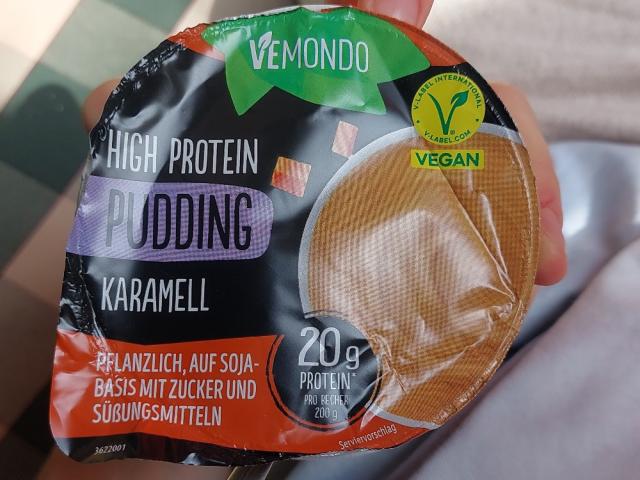 VEMONDO
V-LABEL INTERNATIONAL
V-LABEL.COM
VEGAN
HIGH PROTEIN
PUDDING
KARAMELL
PFLANZLICH, AUF SOJA-
BASIS MIT ZUCKER UND
SÜßUNGSMITTELN
20g
PROTEIN*
PRO BECHER
200 g
Serviervorschlag
3622001